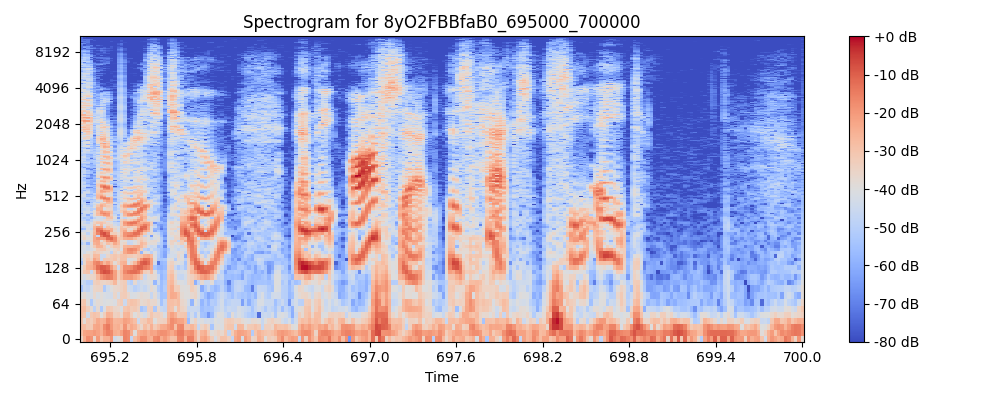 Spectrogram for 8yO2FBBfaB0_695000_700000
8192
4096
2048
1024
512
256
128
64
0
Hz
695.2 695.8 696.4 697.0 697.6 698.2 698.8 699.4 700.0
Time
+0 dB
-10 dB
-20 dB
-30 dB
-40 dB
-50 dB
-60 dB
-70 dB
-80 dB